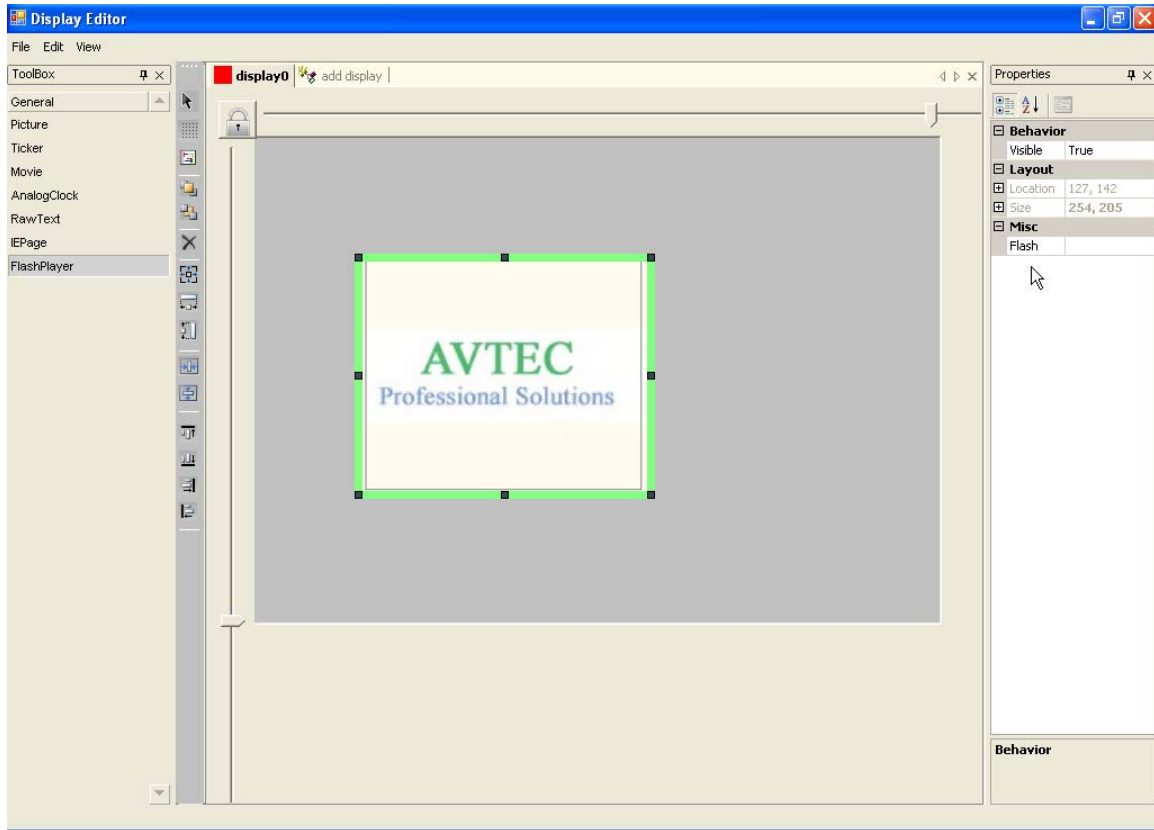 Display Editor
File Edit View
ToolBox
General
Picture
Ticker
Movie
AnalogClock
RawText
IEPage
FlashPlayer
display0 add display
AVTEC
Professional Solutions
Properties
Behavior
Visible True
Layout
Location 127, 142
Size 254, 205
Misc
Flash
Behavior